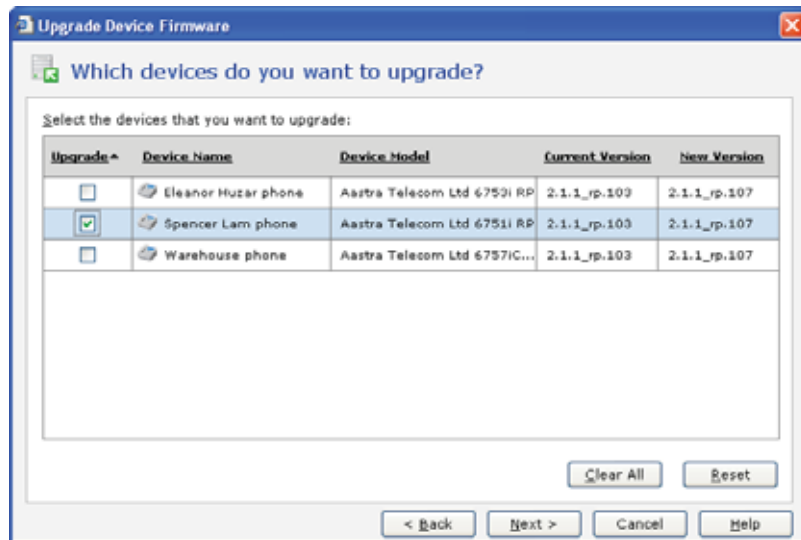 Upgrade Device Firmware
Which devices do you want to upgrade?
Select the devices that you want to upgrade:
Upgrade Device Name Device Model Current Version New Version
Eleanor Huzar phone Aastra Telecom Ltd 6753i RP 2.1.1_rp.103 2.1.1_rp.107
Spencer Lam phone Aastra Telecom Ltd 6751i RP 2.1.1_rp.103 2.1.1_rp.107
Warehouse phone Aastra Telecom Ltd 6757iC... 2.1.1_rp.103 2.1.1_rp.107
Clear All Reset
< Back Next > Cancel Help